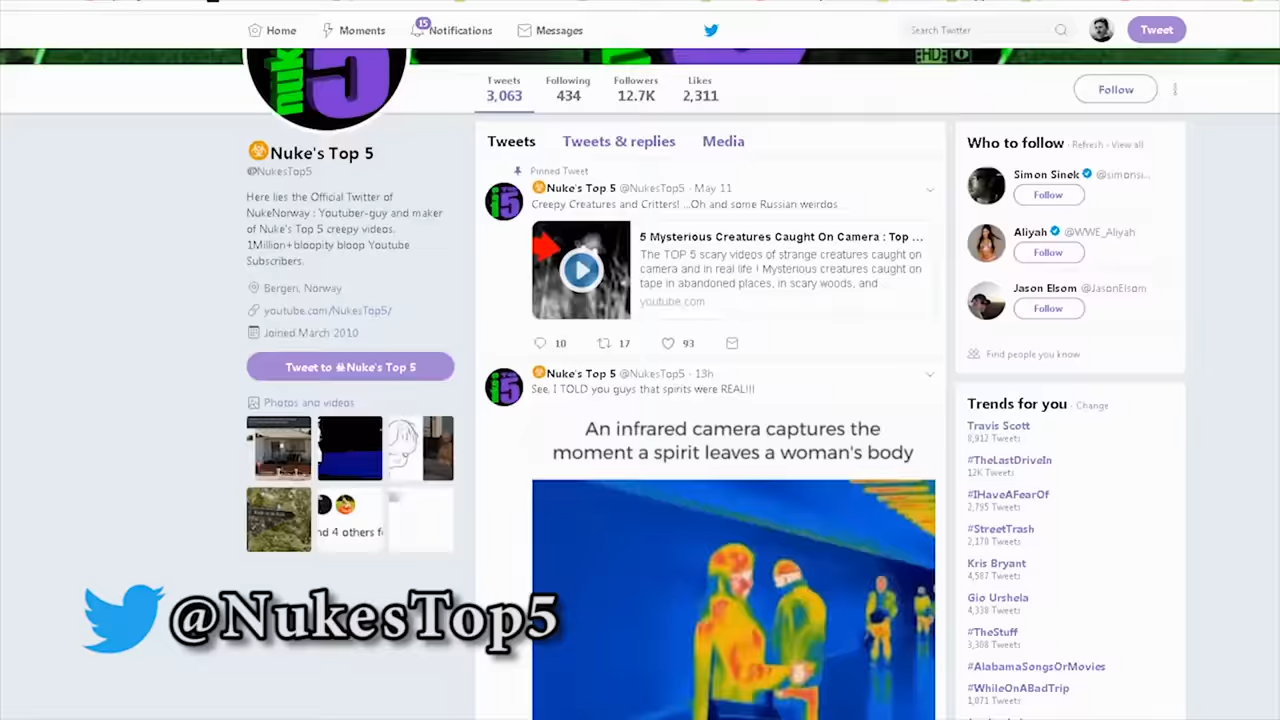 Home
Moments
15
Notifications
Messages
Search Twitter
Tweet
nuk
5
HD
Tweets
3,063
Following
434
Followers
12.7K
Likes
2,311
Follow
Nuke's Top 5
@NukesTop5
Here lies the Official Twitter of
NukeNorway : Youtuber-guy and maker
of Nuke's Top 5 creepy videos.
1Million+bloopity bloop Youtube
Subscribers.
Bergen, Norway
youtube.com/NukesTop5/
Joined March 2010
Tweet to ☠Nuke's Top 5
Photos and videos
nd 4 others f
Tweets
Tweets & replies
Media
Pinned Tweet
Nuke's Top 5 @NukesTop5 · May 11
Creepy Creatures and Critters! ...Oh and some Russian weirdos
5 Mysterious Creatures Caught On Camera : Top ...
The TOP 5 scary videos of strange creatures caught on
camera and in real life ! Mysterious creatures caught on
tape in abandoned places, in scary woods, and
youtube.com
10
17
93
Nuke's Top 5 @NukesTop5 · 13h
See, I TOLD you guys that spirits were REAL!!!
An infrared camera captures the
moment a spirit leaves a woman's body
Who to follow · Refresh · View all
Simon Sinek @simonsi...
Follow
Aliyah @WWE_Aliyah
Follow
Jason Elsom @JasonElsom
Follow
Find people you know
Trends for you · Change
Travis Scott
8,912 Tweets
#TheLastDriveIn
12K Tweets
#IHaveAFearOf
2,795 Tweets
#StreetTrash
2,170 Tweets
Kris Bryant
4,587 Tweets
Gio Urshela
4,338 Tweets
#TheStuff
3,308 Tweets
#AlabamaSongsOrMovies
#WhileOnABadTrip
1,071 Tweets
@NukesTop5